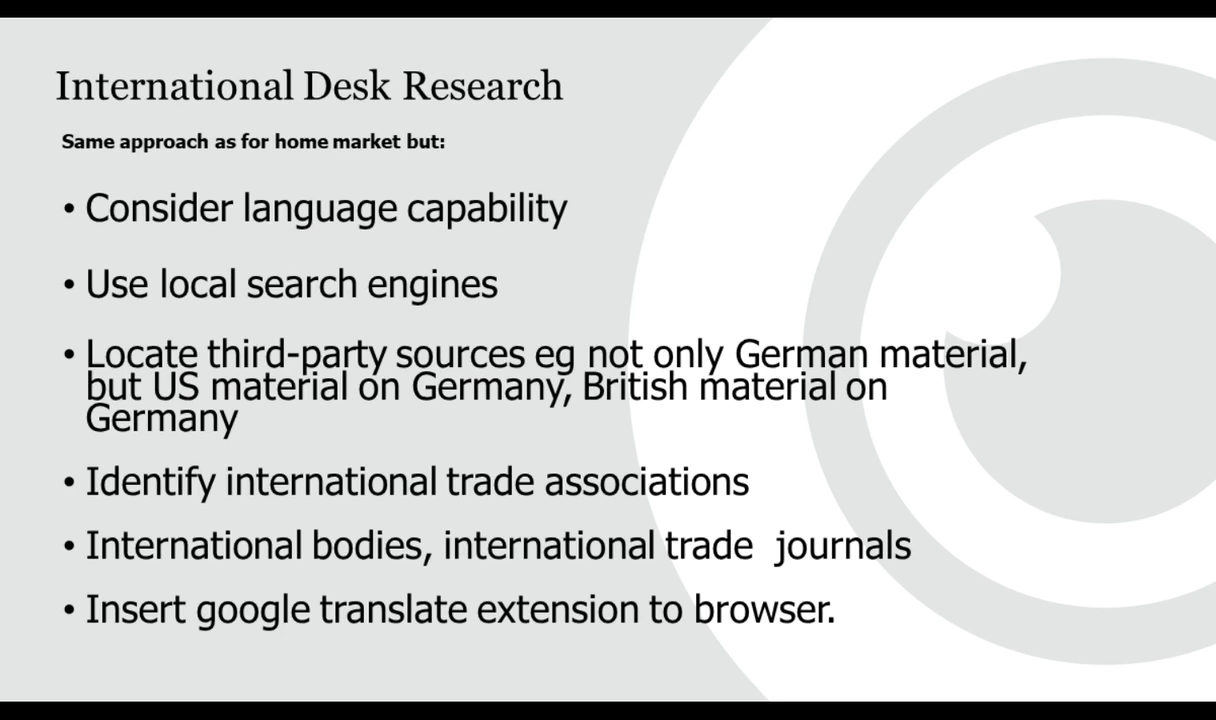 International Desk Research
Same approach as for home market but:
• Consider language capability
• Use local search engines
• Locate third-party sources eg not only German material,
but US material on Germany, British material on
Germany
• Identify international trade associations
• International bodies, international trade  journals
• Insert google translate extension to browser.